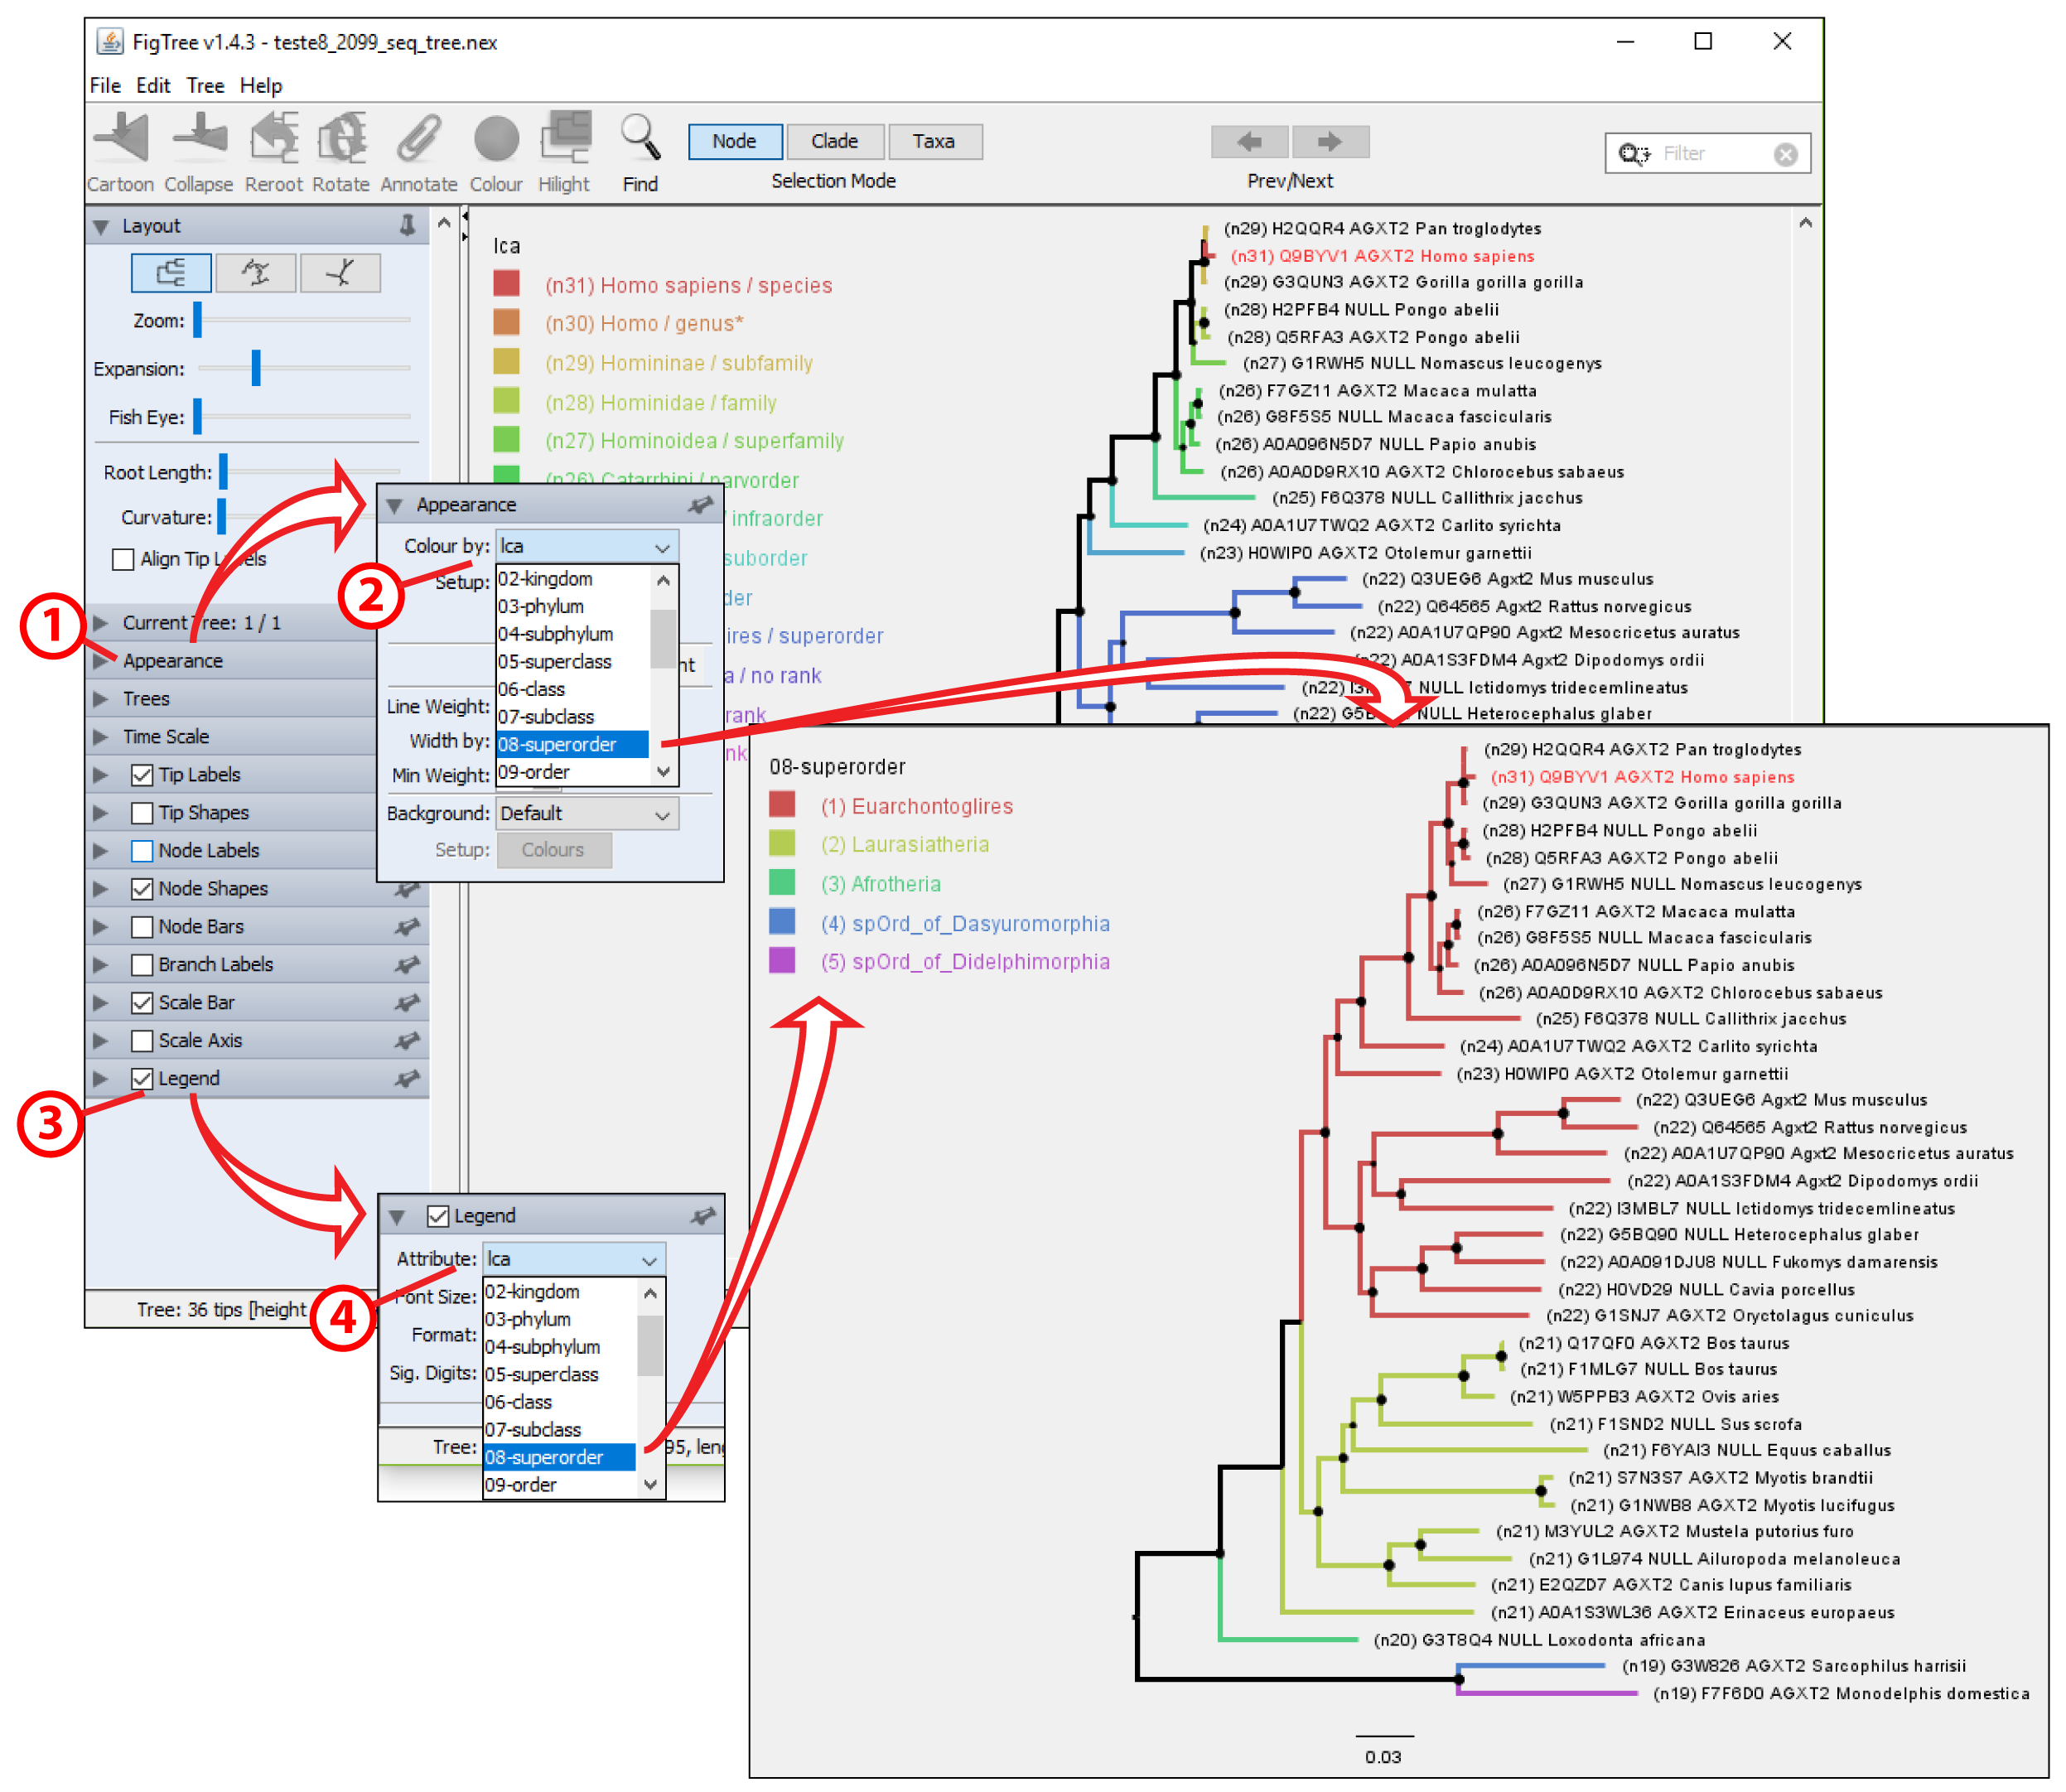 FigTree v1.4.3 - teste8_2099_seq_tree.nex
File Edit Tree Help
Cartoon Collapse Reroot Rotate Annotate Colour Hilight Find
Node Clade Taxa
Selection Mode
Prev/Next
Filter
Layout
Zoom:
Expansion:
Fish Eye:
Root Length:
Curvature:
Align Tip Labels
1
Current Tree: 1 / 1
Appearance
Trees
Time Scale
Tip Labels
Tip Shapes
Node Labels
Node Shapes
Node Bars
Branch Labels
Scale Bar
Scale Axis
Legend
3
Tree: 36 tips [height
lca
(n31) Homo sapiens / species
(n30) Homo / genus*
(n29) Homininae / subfamily
(n28) Hominidae / family
(n27) Hominoidea / superfamily
(n26) Catarrhini / parvorder
/ infraorder
suborder
der
ires / superorder
a / no rank
rank
nk
(n29) H2QQR4 AGXT2 Pan troglodytes
(n31) Q9BYV1 AGXT2 Homo sapiens
(n29) G3QUN3 AGXT2 Gorilla gorilla gorilla
(n28) H2PFB4 NULL Pongo abelii
(n28) Q5RFA3 AGXT2 Pongo abelii
(n27) G1RWH5 NULL Nomascus leucogenys
(n26) F7GZ11 AGXT2 Macaca mulatta
(n26) G8F5S5 NULL Macaca fascicularis
(n26) A0A096N5D7 NULL Papio anubis
(n26) A0A0D9RX10 AGXT2 Chlorocebus sabaeus
(n25) F6Q378 NULL Callithrix jacchus
(n24) A0A1U7TWQ2 AGXT2 Carlito syrichta
(n23) H0WIP0 AGXT2 Otolemur garnettii
(n22) Q3UEG6 Agxt2 Mus musculus
(n22) Q64565 Agxt2 Rattus norvegicus
(n22) A0A1U7QP90 Agxt2 Mesocricetus auratus
(n22) A0A1S3FDM4 Agxt2 Dipodomys ordii
(n22) NULL Ictidomys tridecemlineatus
(n22) NULL Heterocephalus glaber
Appearance
2
Colour by: lca
Setup:
02-kingdom
03-phylum
04-subphylum
05-superclass
06-class
07-subclass
08-superorder
09-order
nt
Line Weight:
Width by:
Min Weight:
Background: Default
Setup: Colours
4
Legend
Attribute: lca
Font Size:
Format:
Sig. Digits:
02-kingdom
03-phylum
04-subphylum
05-superclass
06-class
07-subclass
08-superorder
09-order
Tree: 95, len
08-superorder
(1) Euarchontoglires
(2) Laurasiatheria
(3) Afrotheria
(4) spOrd_of_Dasyuromorphia
(5) spOrd_of_Didelphimorphia
(n29) H2QQR4 AGXT2 Pan troglodytes
(n31) Q9BYV1 AGXT2 Homo sapiens
(n29) G3QUN3 AGXT2 Gorilla gorilla gorilla
(n28) H2PFB4 NULL Pongo abelii
(n28) Q5RFA3 AGXT2 Pongo abelii
(n27) G1RWH5 NULL Nomascus leucogenys
(n26) F7GZ11 AGXT2 Macaca mulatta
(n26) G8F5S5 NULL Macaca fascicularis
(n26) A0A096N5D7 NULL Papio anubis
(n26) A0A0D9RX10 AGXT2 Chlorocebus sabaeus
(n25) F6Q378 NULL Callithrix jacchus
(n24) A0A1U7TWQ2 AGXT2 Carlito syrichta
(n23) H0WIP0 AGXT2 Otolemur garnettii
(n22) Q3UEG6 Agxt2 Mus musculus
(n22) Q64565 Agxt2 Rattus norvegicus
(n22) A0A1U7QP90 Agxt2 Mesocricetus auratus
(n22) A0A1S3FDM4 Agxt2 Dipodomys ordii
(n22) I3MBL7 NULL Ictidomys tridecemlineatus
(n22) G5BQ90 NULL Heterocephalus glaber
(n22) A0A091DJU8 NULL Fukomys damarensis
(n22) H0VD29 NULL Cavia porcellus
(n22) G1SNJ7 AGXT2 Oryctolagus cuniculus
(n21) Q17QF0 AGXT2 Bos taurus
(n21) F1MLG7 NULL Bos taurus
(n21) W5PPB3 AGXT2 Ovis aries
(n21) F1SND2 NULL Sus scrofa
(n21) F6YAI3 NULL Equus caballus
(n21) S7N3S7 AGXT2 Myotis brandtii
(n21) G1NWB8 AGXT2 Myotis lucifugus
(n21) M3YUL2 AGXT2 Mustela putorius furo
(n21) G1L974 NULL Ailuropoda melanoleuca
(n21) E2QZD7 AGXT2 Canis lupus familiaris
(n21) A0A1S3WL36 AGXT2 Erinaceus europaeus
(n20) G3T8Q4 NULL Loxodonta africana
(n19) G3W826 AGXT2 Sarcophilus harrisii
(n19) F7F6D0 AGXT2 Monodelphis domestica
0.03